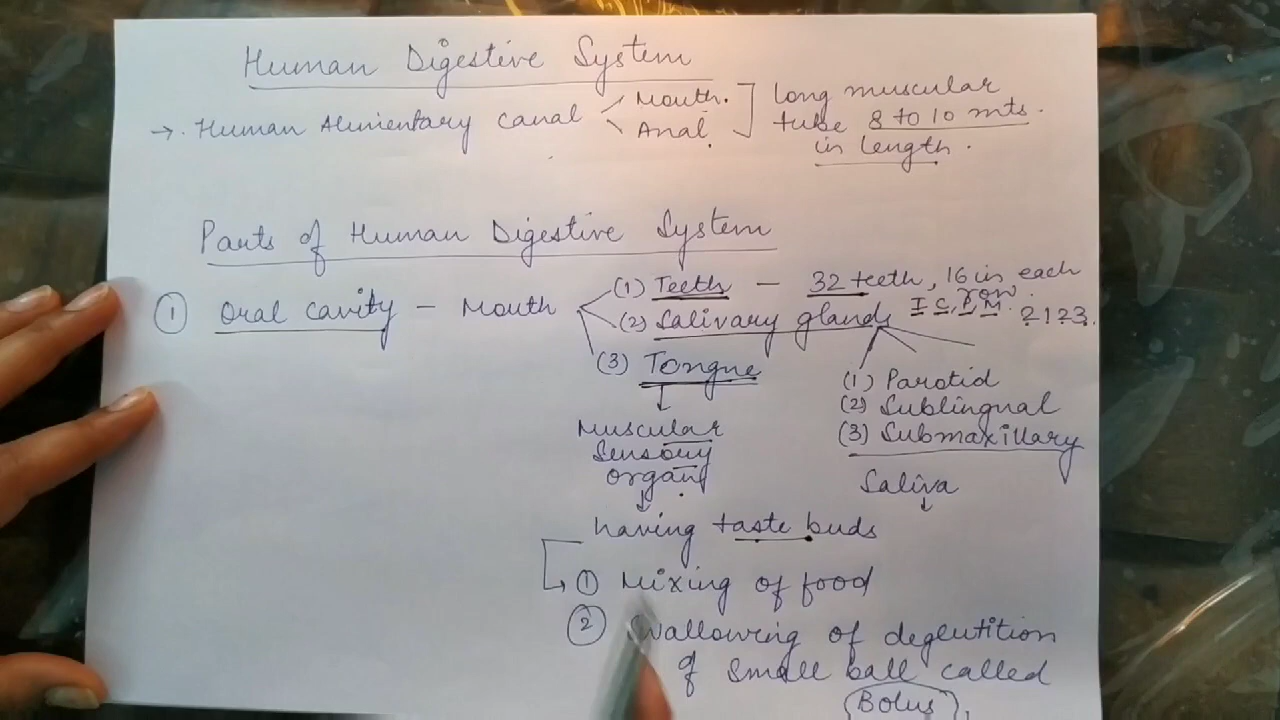 Human Digestive System
→. Human Alimentary canal
Mouth.
Anal
long muscular
tube 8 to 10 mts.
in length.
Parts of Human Digestive System
① Oral cavity – Mouth
(1) Teeth – 32 teeth, 16 in each
row.
I C P M 2123.
(2) Salivary glands
(3) Tongue
(1) Parotid
(2) Sublingual
(3) Submaxillary
Saliva
↓
↓
Muscular
Sensory
organ
↓
having taste buds
→ ① Mixing of food
② Swallowing of deglutition
of small ball called
Bolus